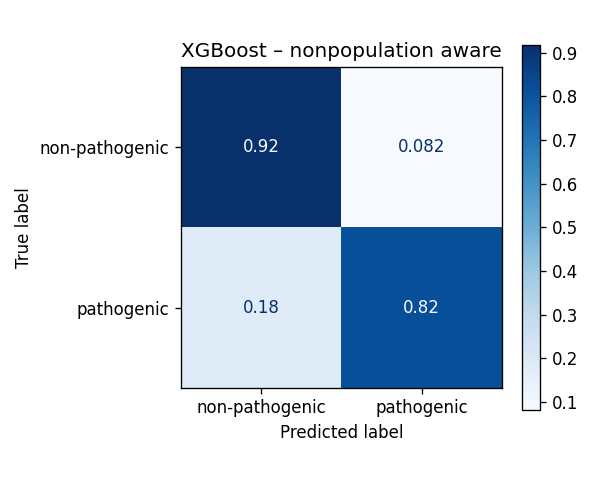 XGBoost – nonpopulation aware
True label
non-pathogenic
0.92
0.082
pathogenic
0.18
0.82
non-pathogenic
pathogenic
Predicted label
0.9
0.8
0.7
0.6
0.5
0.4
0.3
0.2
0.1